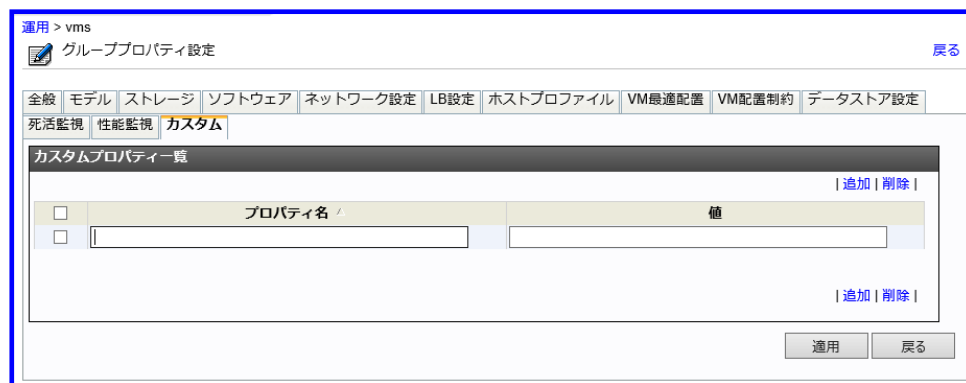 運用 > vms
グループプロパティ設定 戻る
全般 モデル ストレージ ソフトウェア ネットワーク設定 LB設定 ホストプロファイル VM最適配置 VM配置制約 データストア設定
死活監視 性能監視 カスタム
カスタムプロパティ一覧
| 追加 | 削除 |
プロパティ名 値
| 追加 | 削除 |
適用 戻る